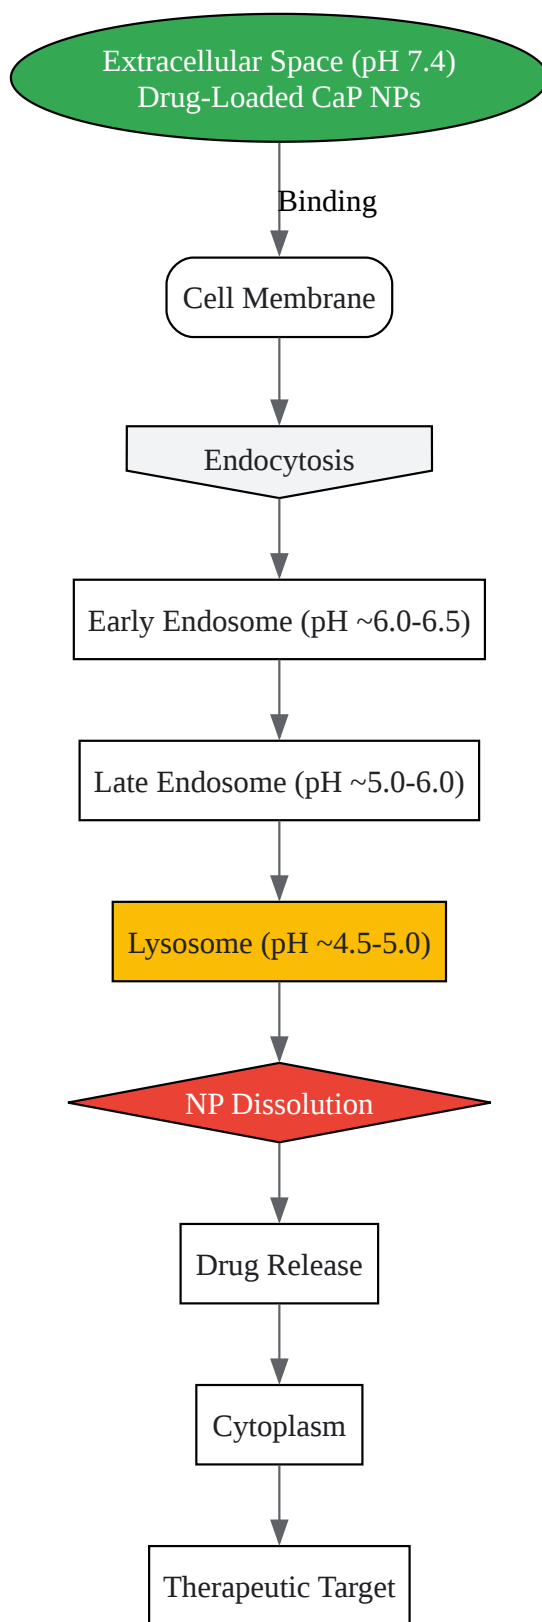 Extracellular Space (pH 7.4)
Drug-Loaded CaP NPs
Binding
Cell Membrane
Endocytosis
Early Endosome (pH ~6.0-6.5)
Late Endosome (pH ~5.0-6.0)
Lysosome (pH ~4.5-5.0)
NP Dissolution
Drug Release
Cytoplasm
Therapeutic Target